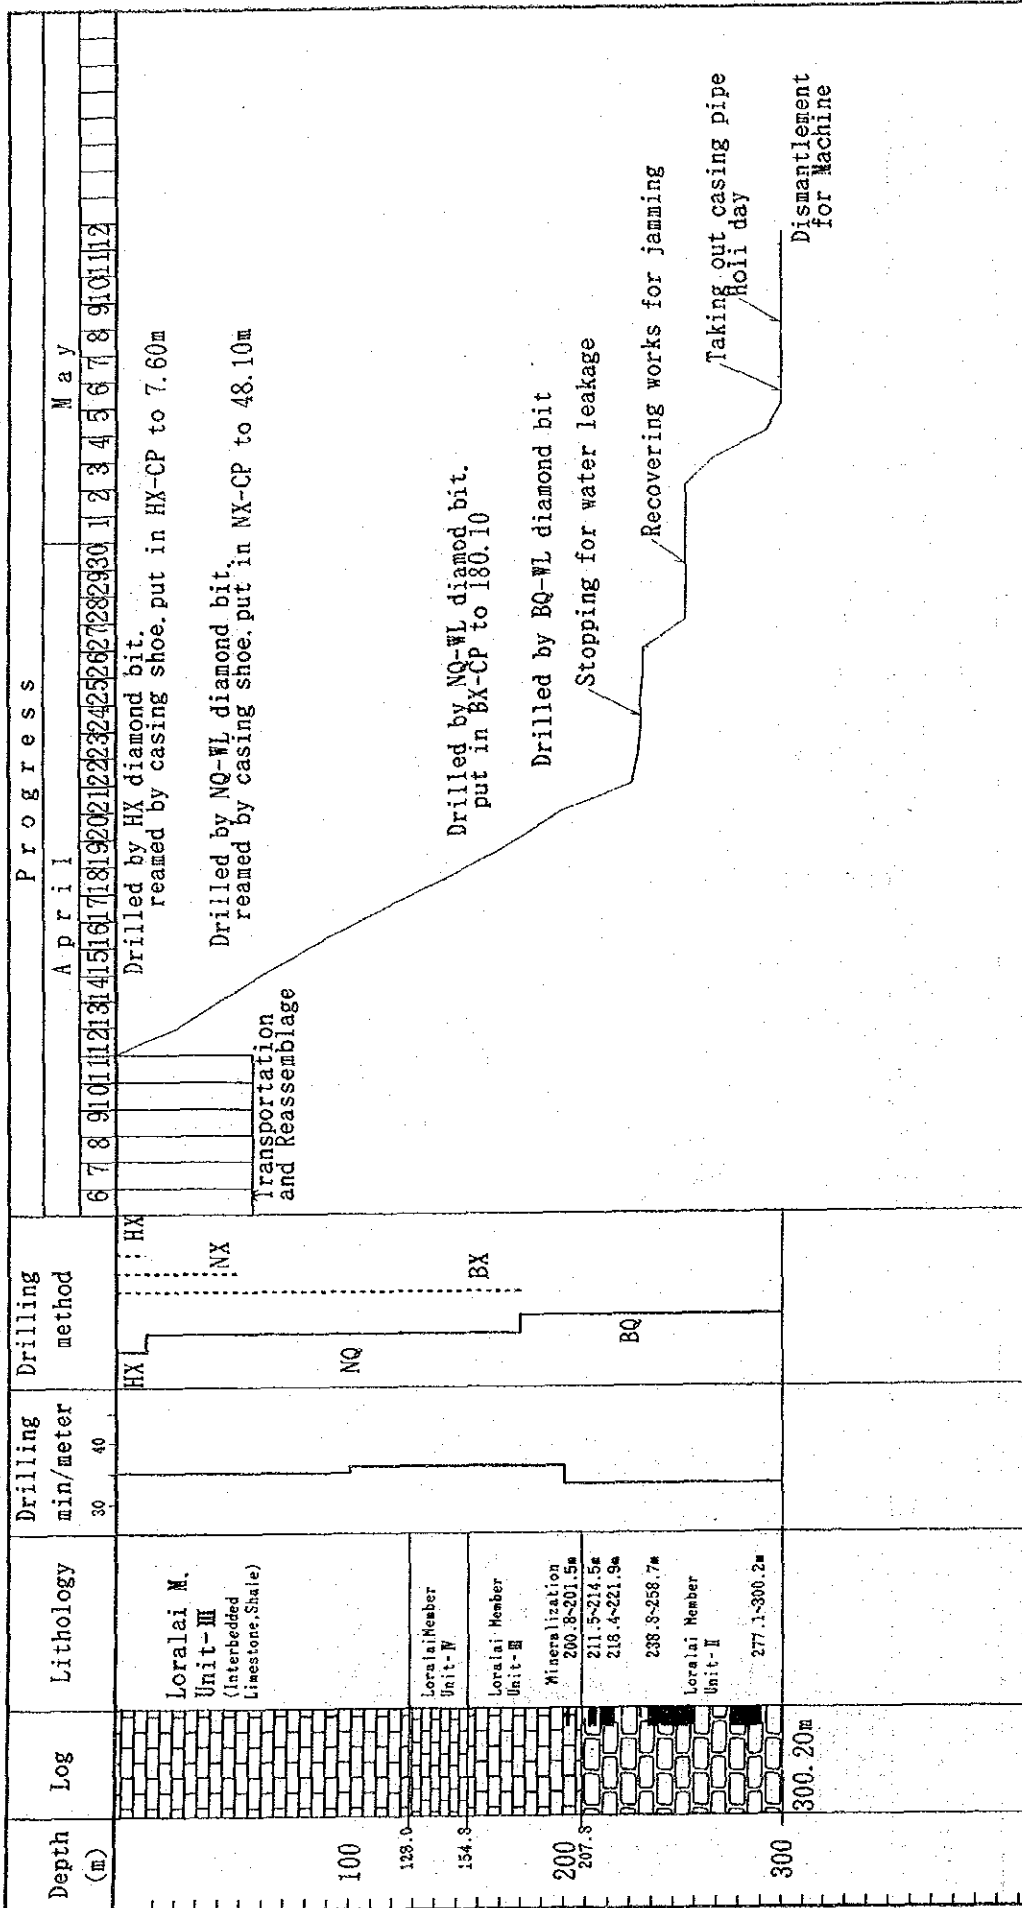 Depth
(m)
Log
Lithology
Drilling
min/meter
30
40
Drilling
method
Progress
April
May
6 7 8 9 10 11 12 13 14 15 16 17 18 19 20 21 22 23 24 25 26 27 28 29 30 1 2 3 4 5 6 7 8 9 10 11 12
Loralai M.
Unit-Ⅲ
(Interbedded
Limestone,Shale)
HX
HX
NX
NQ
BX
BQ
Transportation
and Reassemblage
Drilled by HX diamond bit.
reamed by casing shoe.put in HX-CP to 7.60m
Drilled by NQ-WL diamond bit.
reamed by casing shoe.put in NX-CP to 48.10m
Drilled by NQ-WL diamod bit.
put in BX-CP to 180.10
Drilled by BQ-WL diamond bit
Stopping for water leakage
Recovering works for jamming
Taking out casing pipe
Holi day
Dismantlement
for Machine
100
128.0
LoralaiMember
Unit-Ⅳ
154.8
Loralai Member
Unit-Ⅲ
Mineralization
200.8~201.5m
200
207.8
211.5~214.5m
218.4~221.9m
238.8~258.7m
Loralai Member
Unit-Ⅱ
277.1~300.2m
300
300.20m